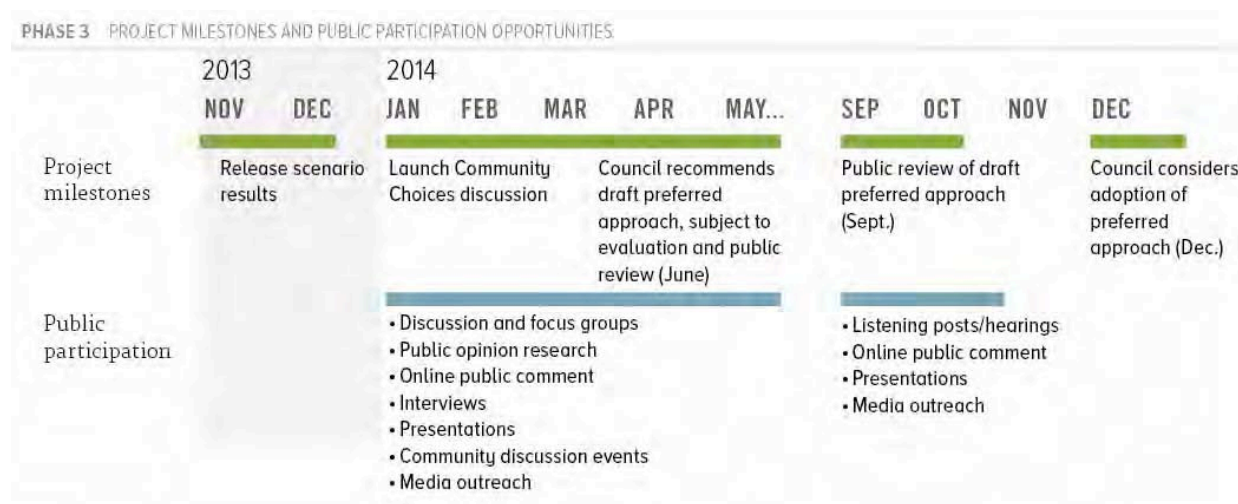 PHASE 3 PROJECT MILESTONES AND PUBLIC PARTICIPATION OPPORTUNITIES
2013 2014
NOV DEC JAN FEB MAR APR MAY... SEP OCT NOV DEC
Project
milestones
Release scenario
results
Launch Community
Choices discussion
Council recommends
draft preferred
approach, subject to
evaluation and public
review (June)
Public review of draft
preferred approach
(Sept.)
Council considers
adoption of
preferred
approach (Dec.)
Public
participation
• Discussion and focus groups
• Public opinion research
• Online public comment
• Interviews
• Presentations
• Community discussion events
• Media outreach
• Listening posts/hearings
• Online public comment
• Presentations
• Media outreach